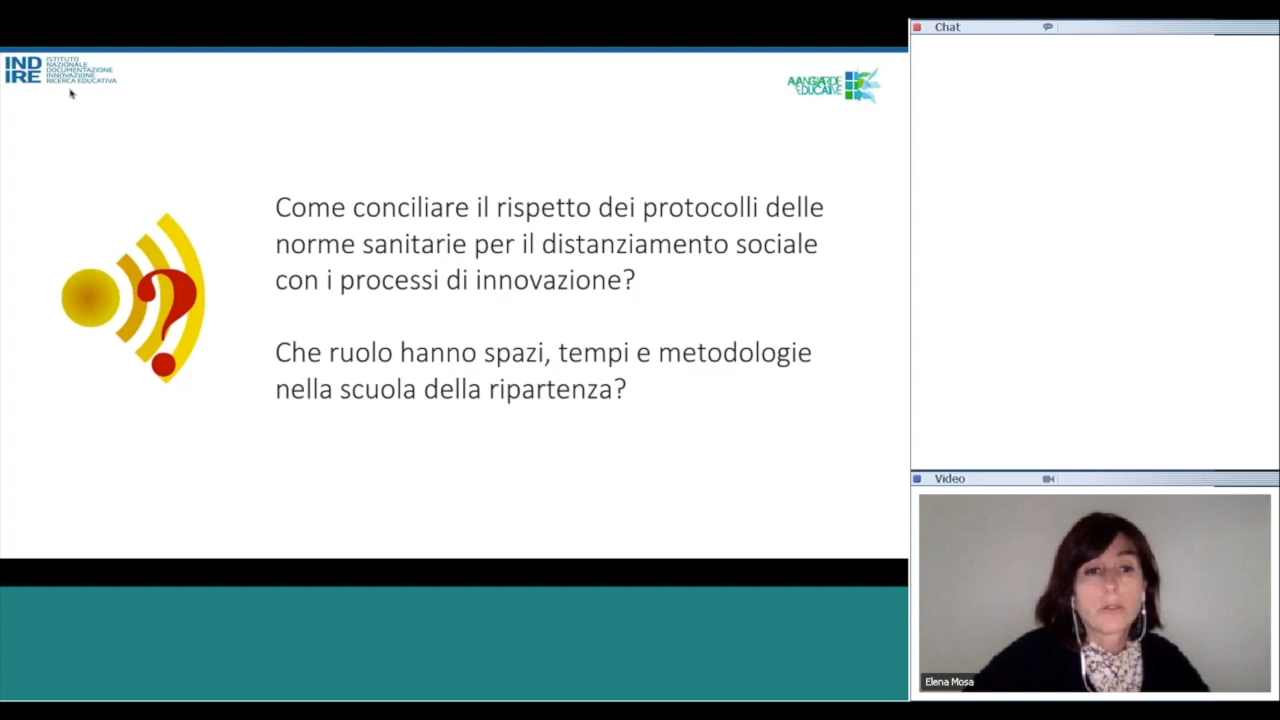 IND
IRE
ISTITUTO
NAZIONALE
DOCUMENTAZIONE
INNOVAZIONE
RICERCA EDUCATIVA
AVANGUARDIE
EDUCATIVE
Come conciliare il rispetto dei protocolli delle
norme sanitarie per il distanziamento sociale
con i processi di innovazione?
Che ruolo hanno spazi, tempi e metodologie
nella scuola della ripartenza?
?
Chat
Video
Elena Mosa